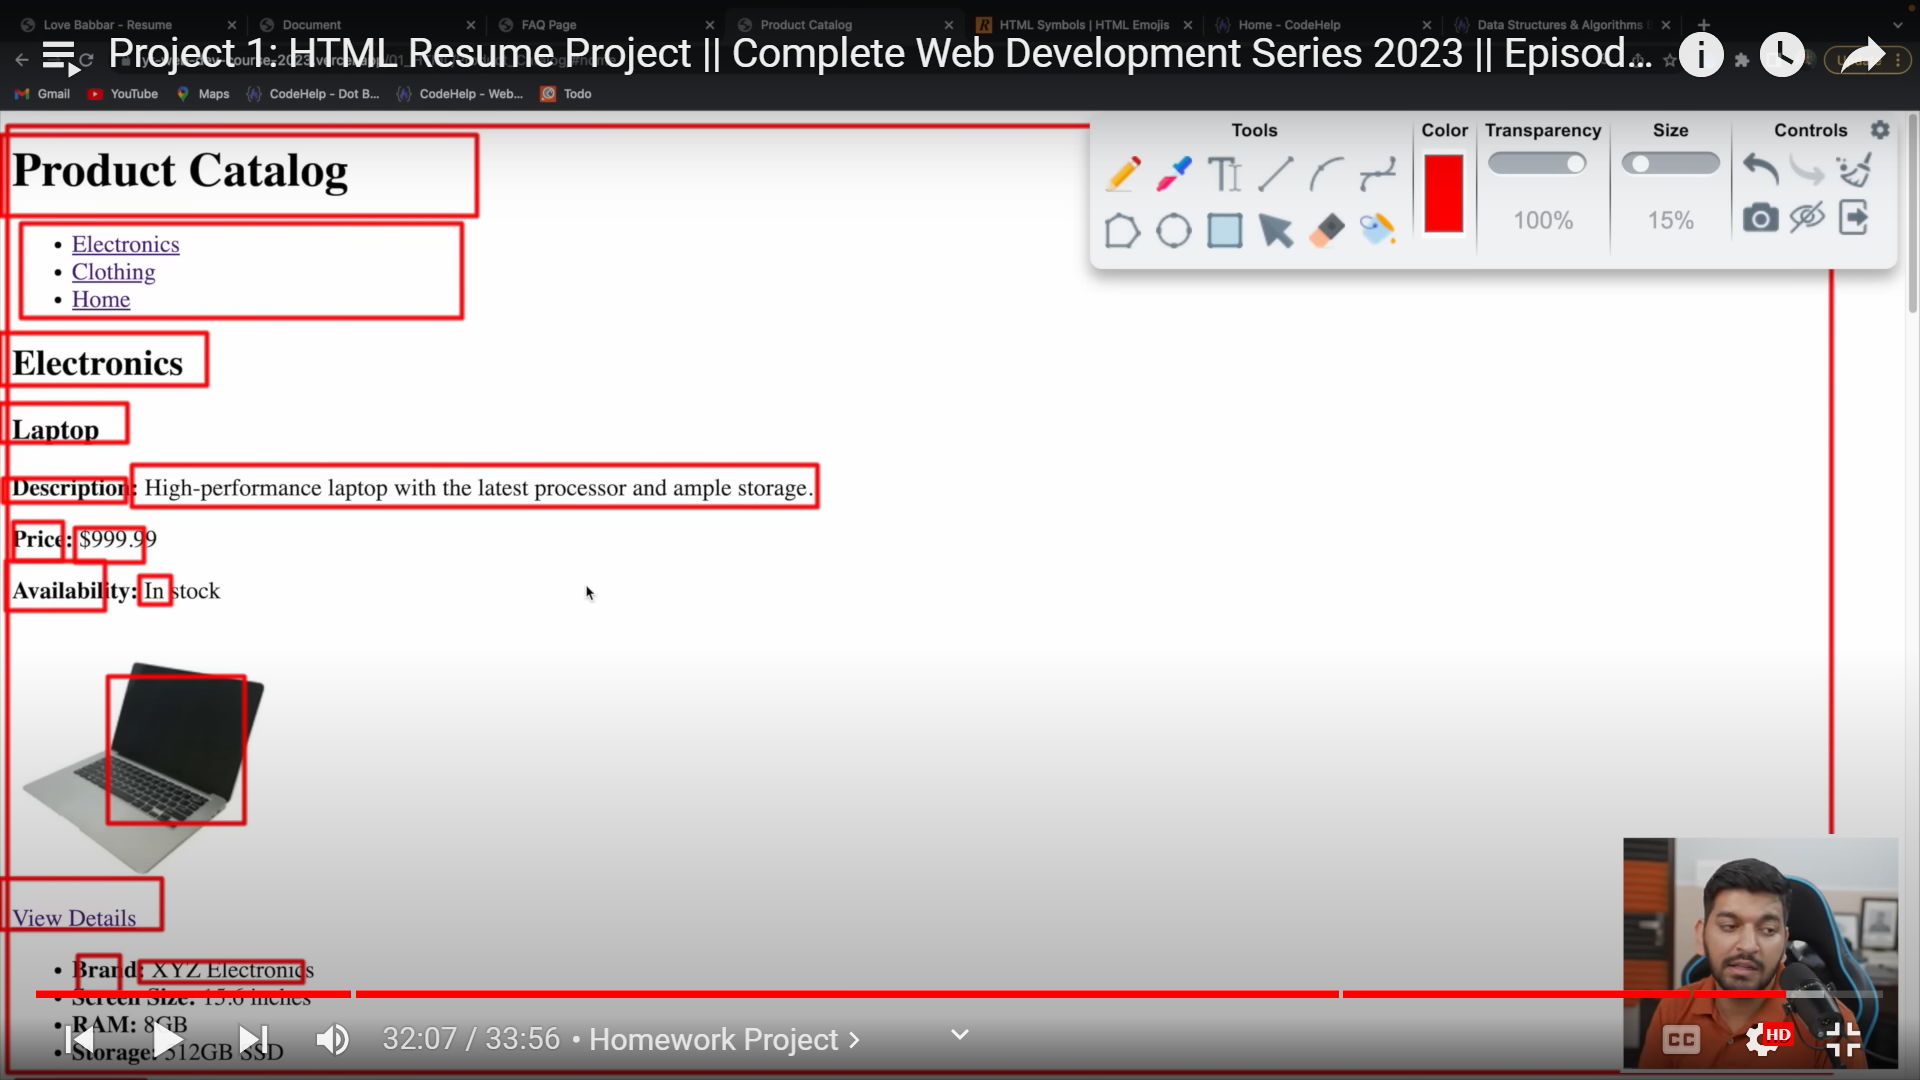 Love Babbar - Resume
Document
FAQ Page
Product Catalog
HTML Symbols | HTML Emojis
Home - CodeHelp
Data Structures & Algorithms
Project 1: HTML Resume Project || Complete Web Development Series 2023 || Episod...
Gmail
YouTube
Maps
CodeHelp - Dot B...
CodeHelp - Web...
Todo
Tools
Color
Transparency
Size
Controls
100%
15%
Product Catalog
• Electronics
• Clothing
• Home
Electronics
Laptop
Description: High-performance laptop with the latest processor and ample storage.
Price: $999.99
Availability: In stock
View Details
• Brand: XYZ Electronics
• Screen Size: 15.6 inches
• RAM: 8GB
• Storage: 512GB SSD
32:07 / 33:56 • Homework Project >
CC
HD